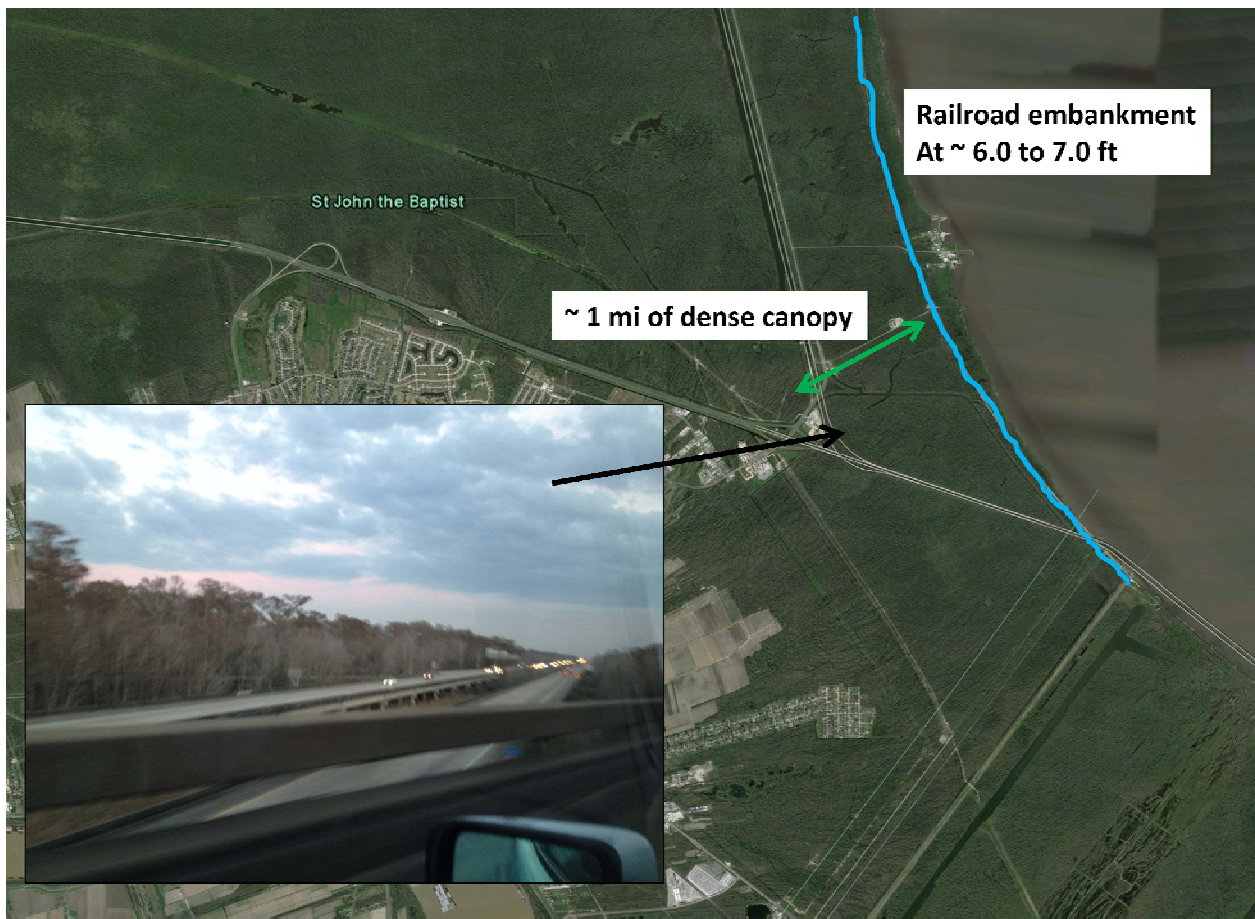 Railroad embankment
At ~ 6.0 to 7.0 ft
St John the Baptist
~ 1 mi of dense canopy